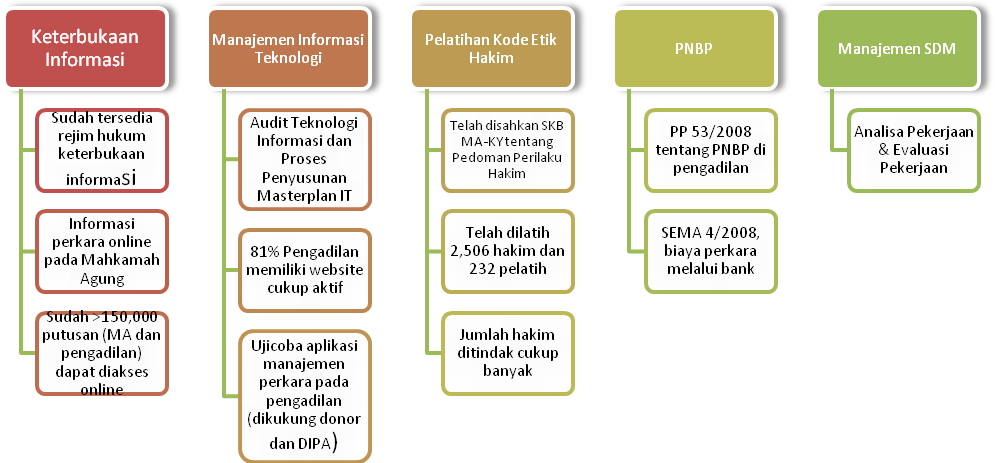 Keterbukaan
Informasi
Sudah tersedia
rejim hukum
keterbukaan
informasi
Informasi
perkara online
pada Mahkamah
Agung
Sudah >150,000
putusan (MA dan
pengadilan)
dapat diakses
online
Manajemen Informasi
Teknologi
Audit Teknologi
Informasi dan
Proses
Penyusunan
Masterplan IT
81% Pengadilan
memiliki website
cukup aktif
Ujicoba aplikasi
manajemen
perkara pada
pengadilan
(dikukung donor
dan DIPA)
Pelatihan Kode Etik
Hakim
Telah disahkan SKB
MA-KY tentang
Pedoman Perilaku
Hakim
Telah dilatih
2,506 hakim dan
232 pelatih
Jumlah hakim
ditindak cukup
banyak
PNBP
PP 53/2008
tentang PNBP di
pengadilan
SEMA 4/2008,
biaya perkara
melalui bank
Manajemen SDM
Analisa Pekerjaan
& Evaluasi
Pekerjaan